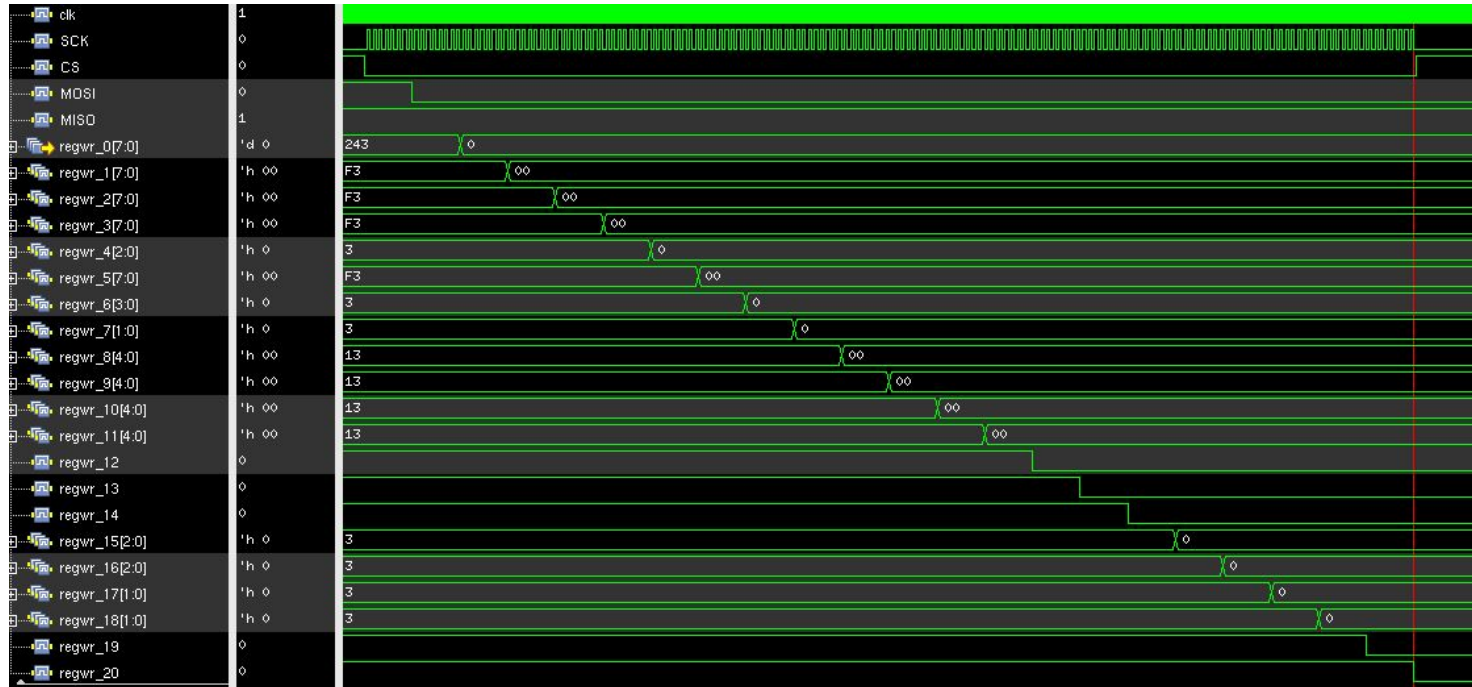 clk 1
SCK 0
CS 0
MOSI 0
MISO 1
regwr_0[7:0] 'd 0 243 0
regwr_1[7:0] 'h 00 F3 00
regwr_2[7:0] 'h 00 F3 00
regwr_3[7:0] 'h 00 F3 00
regwr_4[2:0] 'h 0 3 0
regwr_5[7:0] 'h 00 F3 00
regwr_6[3:0] 'h 0 3 0
regwr_7[1:0] 'h 0 3 0
regwr_8[4:0] 'h 00 13 00
regwr_9[4:0] 'h 00 13 00
regwr_10[4:0] 'h 00 13 00
regwr_11[4:0] 'h 00 13 00
regwr_12 0
regwr_13 0
regwr_14 0
regwr_15[2:0] 'h 0 3 0
regwr_16[2:0] 'h 0 3 0
regwr_17[1:0] 'h 0 3 0
regwr_18[1:0] 'h 0 3 0
regwr_19 0
regwr_20 0